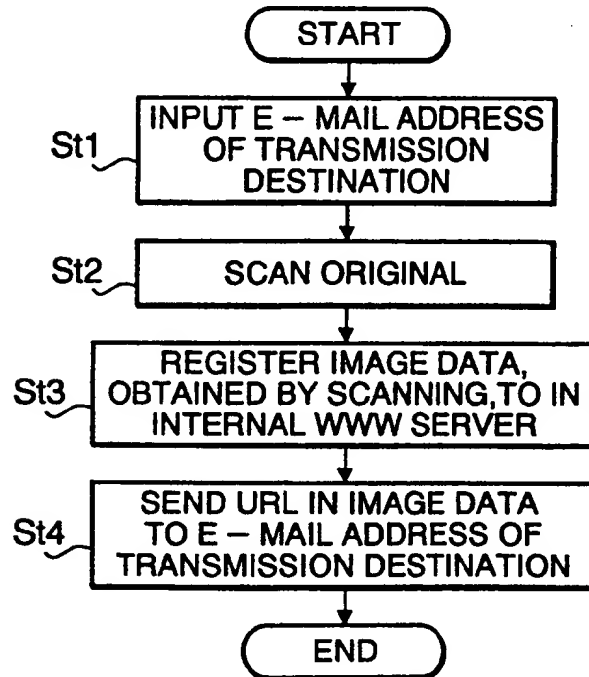 START
St1
INPUT E – MAIL ADDRESS
OF TRANSMISSION
DESTINATION
St2
SCAN ORIGINAL
St3
REGISTER IMAGE DATA,
OBTAINED BY SCANNING,TO IN
INTERNAL WWW SERVER
St4
SEND URL IN IMAGE DATA
TO E – MAIL ADDRESS OF
TRANSMISSION DESTINATION
END